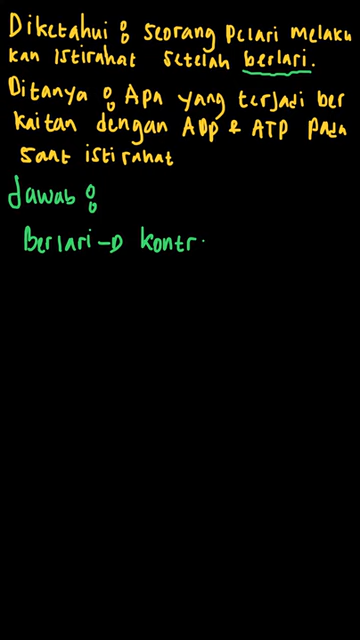 Diketahui : seorang pelari melaku
kan istirahat setelah berlari.
Ditanya : Apa yang terjadi ber
kaitan dengan ADP & ATP pada
saat istirahat
Jawab :
Berlari → kontr